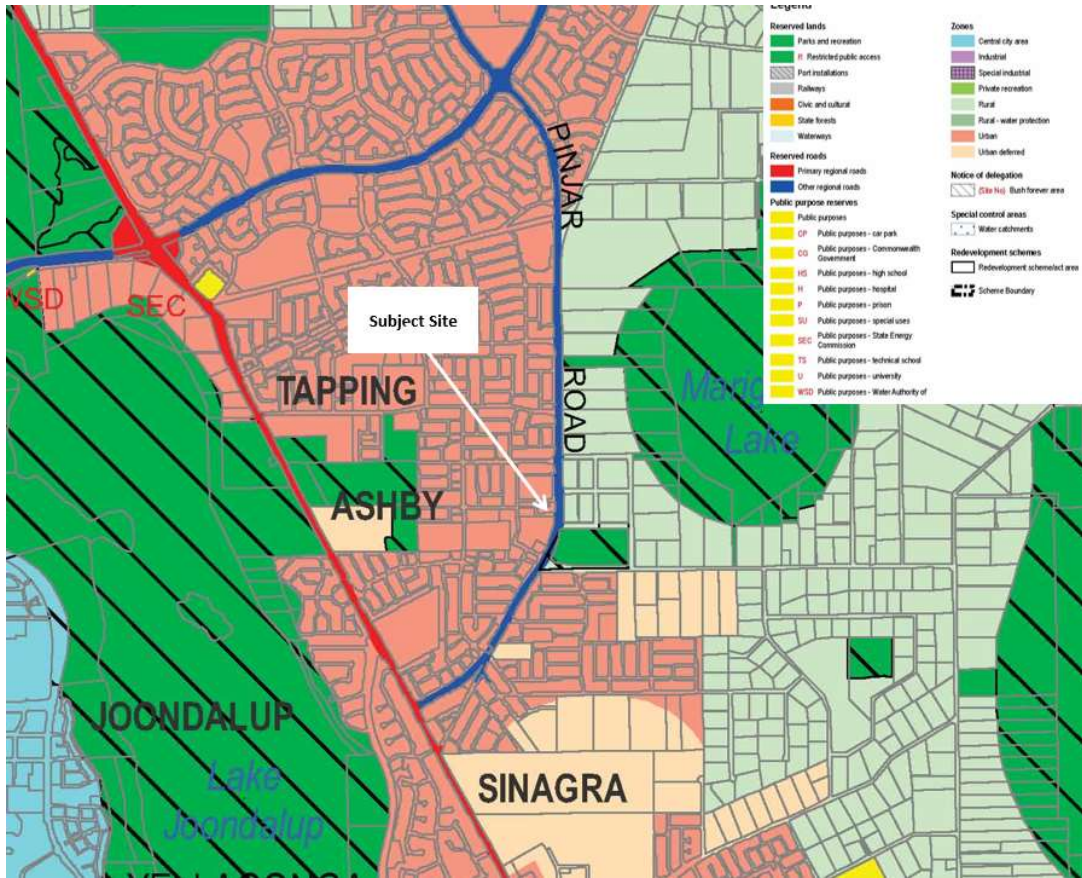 Legend
Reserved lands
Parks and recreation
R Restricted public access
Port installations
Railways
Civic and cultural
State forests
Waterways
Reserved roads
Primary regional roads
Other regional roads
Public purpose reserves
Public purposes
CP Public purposes - car park
CG Public purposes - Commonwealth
Government
HS Public purposes - high school
H Public purposes - hospital
P Public purposes - prison
SU Public purposes - special uses
SEC Public purposes - State Energy
Commission
TS Public purposes - technical school
U Public purposes - university
WSD Public purposes - Water Authority of
Zones
Central city area
Industrial
Special industrial
Private recreation
Rural
Rural - water protection
Urban
Urban deferred
Notice of delegation
(Site No) Bush forever area
Special control areas
Water catchments
Redevelopment schemes
Redevelopment scheme/act area
Scheme Boundary
PINJAR
ROAD
WSD
SEC
Subject Site
TAPPING
Lake
ASHBY
JOONDALUP
Lake
Joondalup
SINAGRA